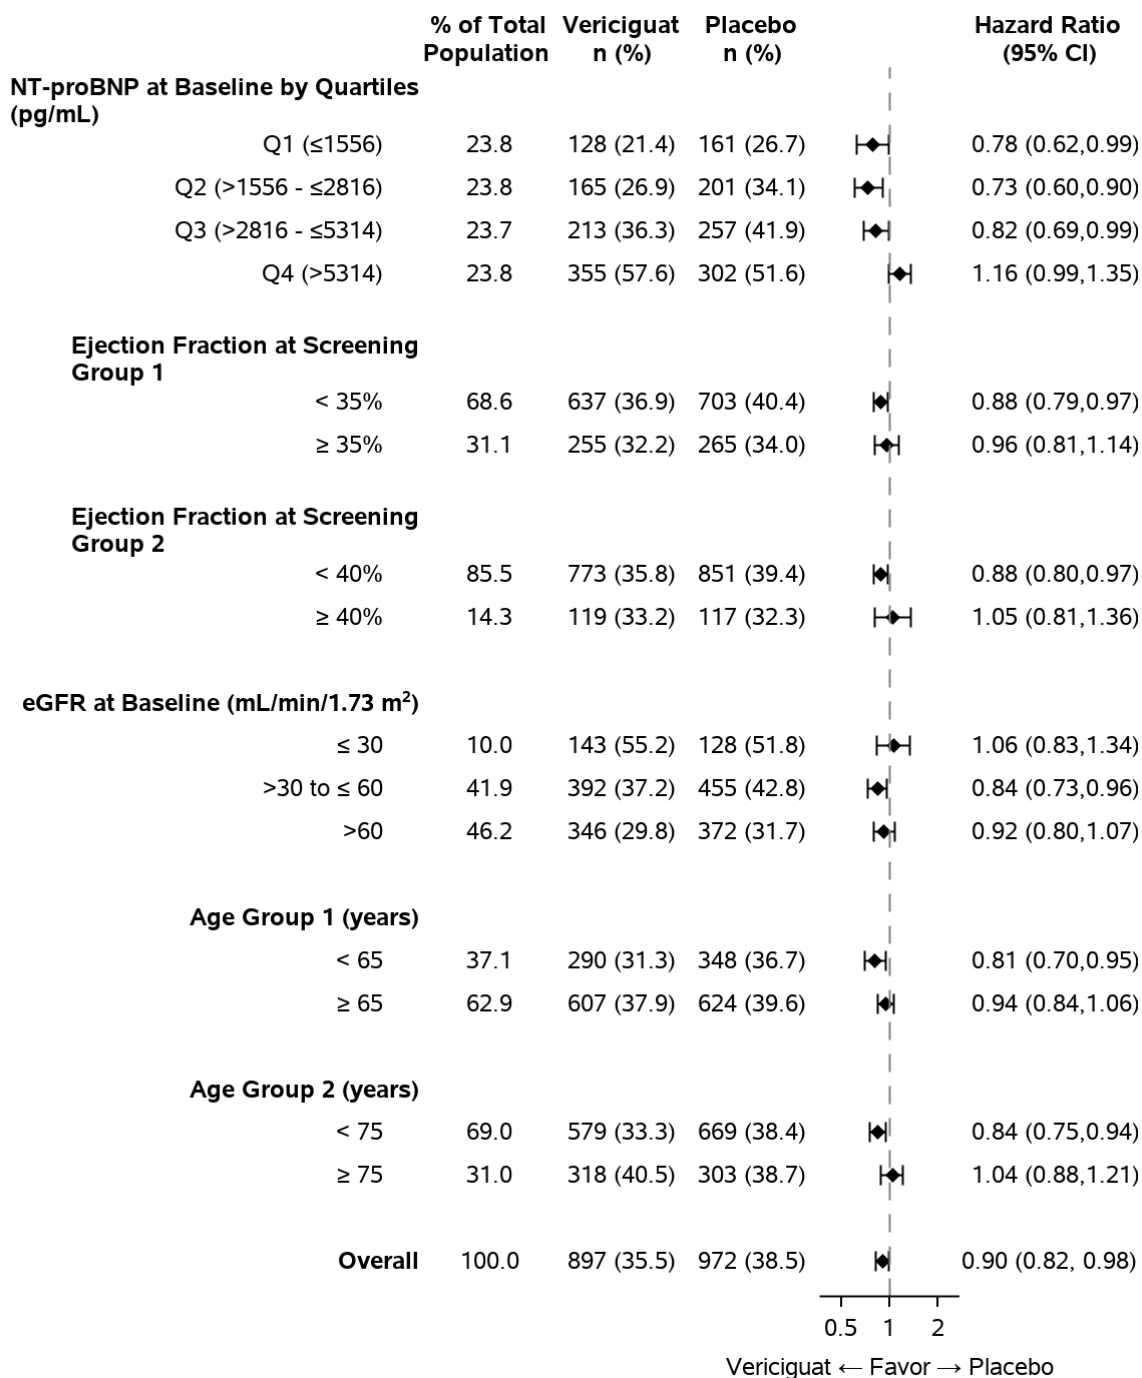 % of Total Population Vericiguat n (%) Placebo n (%) Hazard Ratio (95% CI)
NT-proBNP at Baseline by Quartiles
(pg/mL)
Q1 (≤1556) 23.8 128 (21.4) 161 (26.7) 0.78 (0.62,0.99)
Q2 (>1556 - ≤2816) 23.8 165 (26.9) 201 (34.1) 0.73 (0.60,0.90)
Q3 (>2816 - ≤5314) 23.7 213 (36.3) 257 (41.9) 0.82 (0.69,0.99)
Q4 (>5314) 23.8 355 (57.6) 302 (51.6) 1.16 (0.99,1.35)
Ejection Fraction at Screening
Group 1
< 35% 68.6 637 (36.9) 703 (40.4) 0.88 (0.79,0.97)
≥ 35% 31.1 255 (32.2) 265 (34.0) 0.96 (0.81,1.14)
Ejection Fraction at Screening
Group 2
< 40% 85.5 773 (35.8) 851 (39.4) 0.88 (0.80,0.97)
≥ 40% 14.3 119 (33.2) 117 (32.3) 1.05 (0.81,1.36)
eGFR at Baseline (mL/min/1.73 m²)
≤ 30 10.0 143 (55.2) 128 (51.8) 1.06 (0.83,1.34)
>30 to ≤ 60 41.9 392 (37.2) 455 (42.8) 0.84 (0.73,0.96)
>60 46.2 346 (29.8) 372 (31.7) 0.92 (0.80,1.07)
Age Group 1 (years)
< 65 37.1 290 (31.3) 348 (36.7) 0.81 (0.70,0.95)
≥ 65 62.9 607 (37.9) 624 (39.6) 0.94 (0.84,1.06)
Age Group 2 (years)
< 75 69.0 579 (33.3) 669 (38.4) 0.84 (0.75,0.94)
≥ 75 31.0 318 (40.5) 303 (38.7) 1.04 (0.88,1.21)
Overall 100.0 897 (35.5) 972 (38.5) 0.90 (0.82, 0.98)
0.5 1 2
Vericiguat ← Favor → Placebo